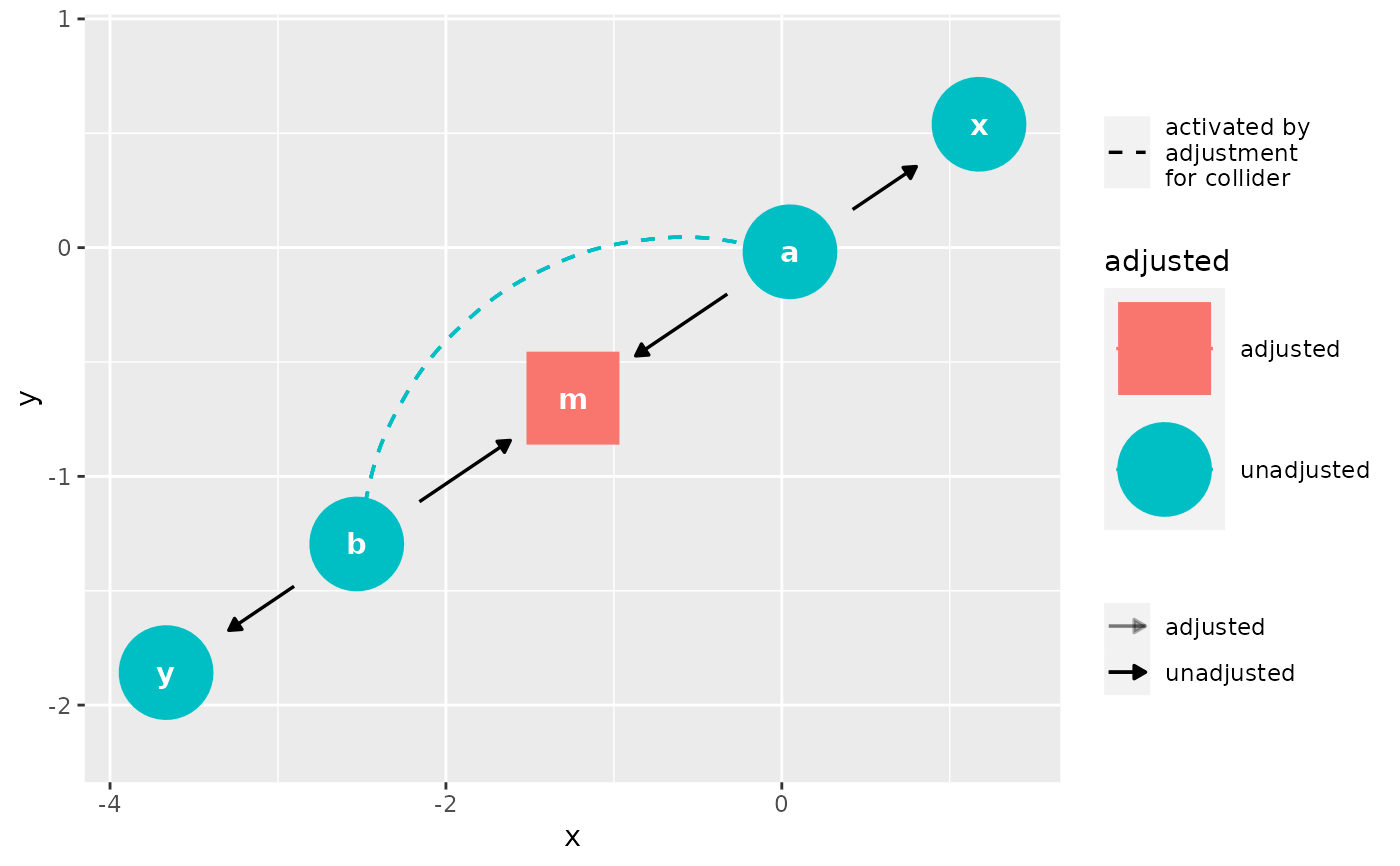 1
0
-1
-2
y
-4
-2
0
x
x
a
m
b
y
activated by
adjustment
for collider
adjusted
adjusted
unadjusted
adjusted
unadjusted